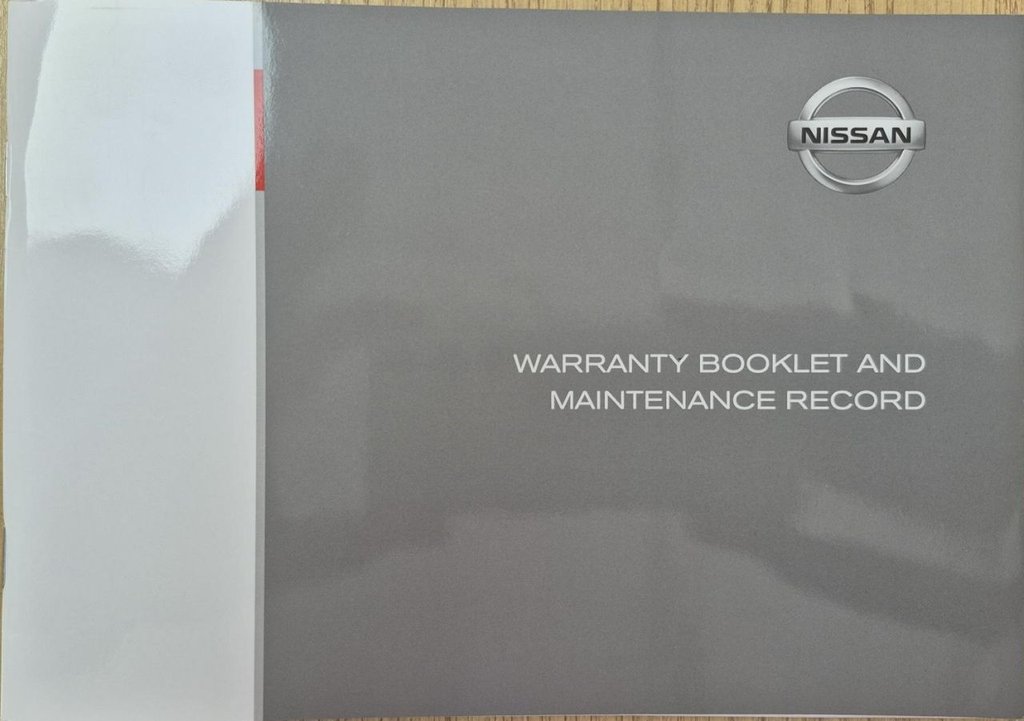 NISSAN
WARRANTY BOOKLET AND
MAINTENANCE RECORD